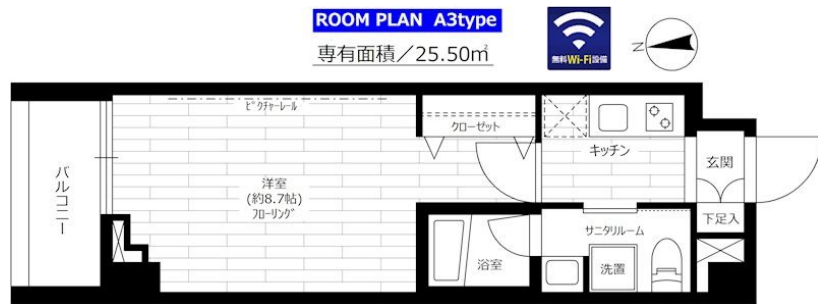 ROOM PLAN A3type
専有面積／25.50㎡
無料Wi-Fi設備
N
ﾋﾟｸﾁｬｰﾚｰﾙ
クローゼット
キッチン
玄関
バルコニー
洋室
(約8.7帖)
ﾌﾛｰﾘﾝｸﾞ
下足入
サニタリルーム
浴室
洗置